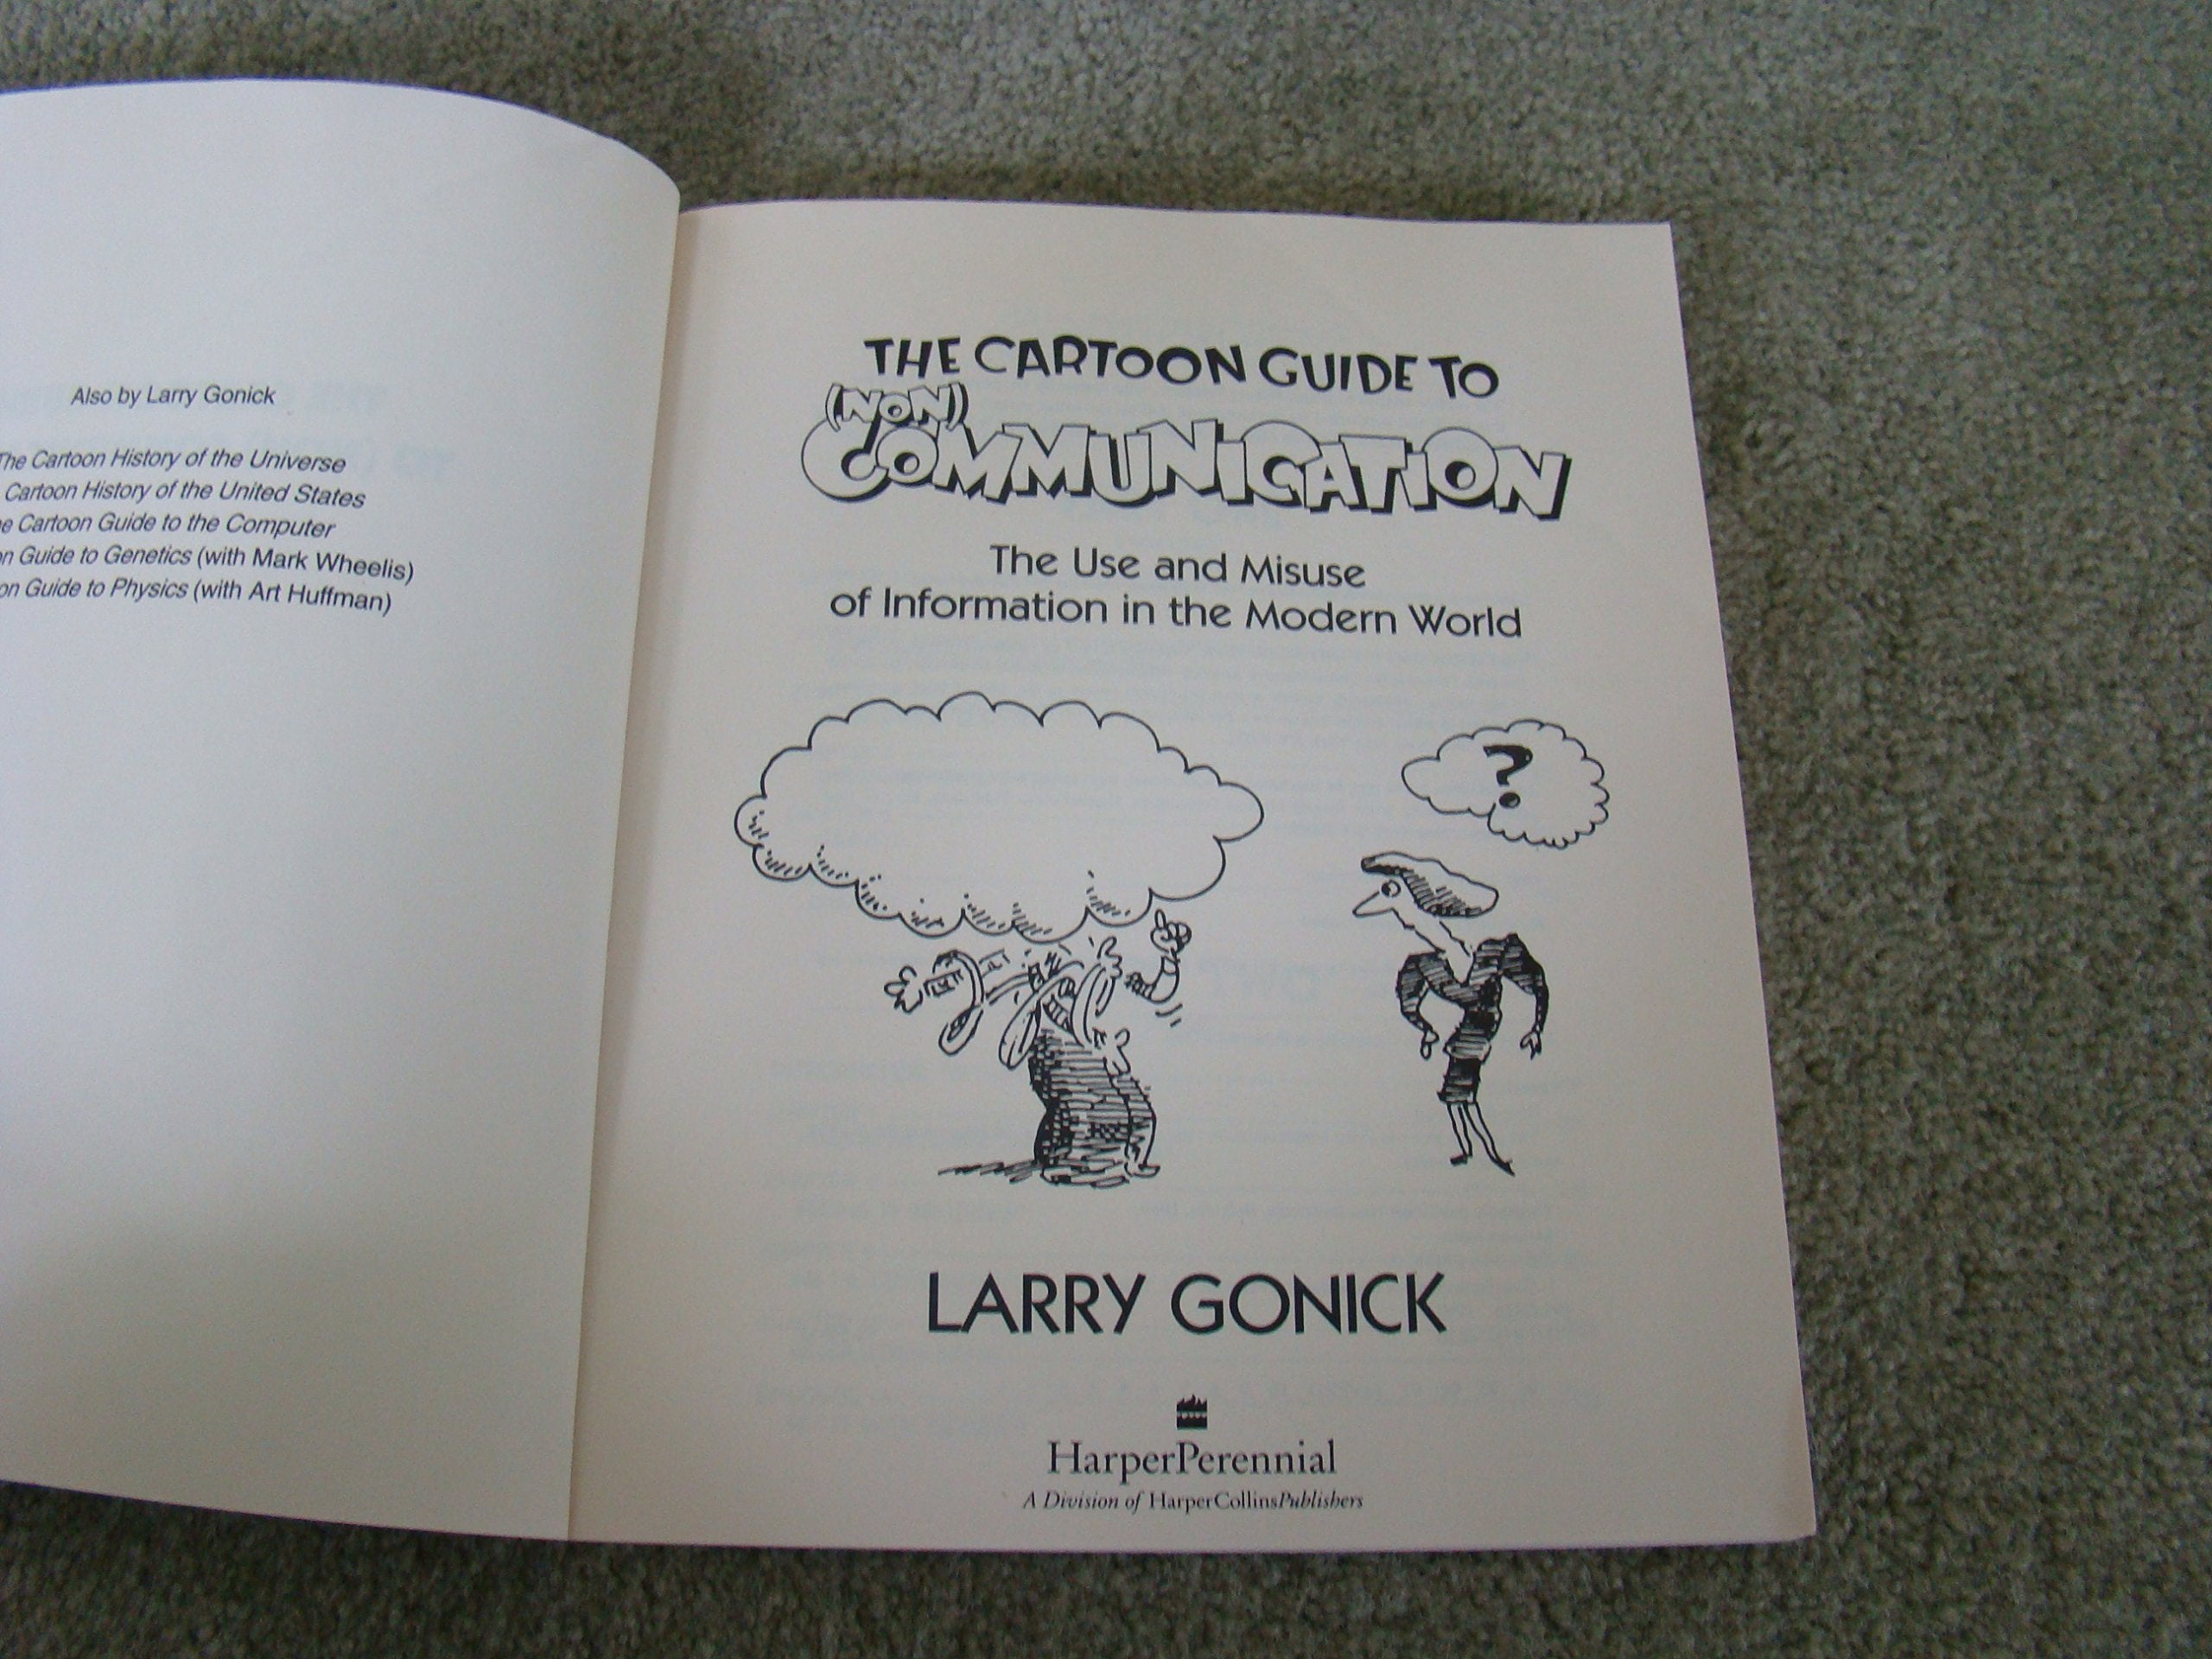 Also by Larry Gonick
The Cartoon History of the Universe
Cartoon History of the United States
Cartoon Guide to the Computer
Guide to Genetics (with Mark Wheelis)
Guide to Physics (with Art Huffman)
THE CARTOON GUIDE TO
(NON)
COMMUNICATION
The Use and Misuse
of Information in the Modern World
?
LARRY GONICK
HarperPerennial
A Division of HarperCollinsPublishers